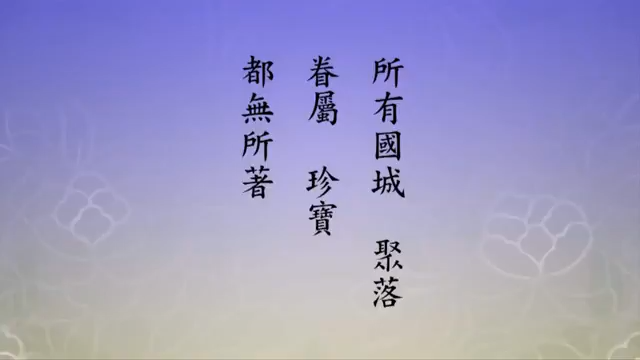 所有國城 聚落
眷屬 珍寶
都無所著